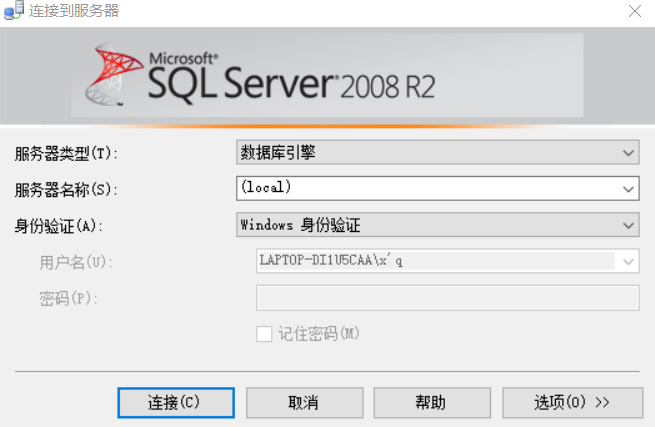 连接到服务器
Microsoft®
SQL Server® 2008 R2
服务器类型(T): 数据库引擎
服务器名称(S): (local)
身份验证(A): Windows 身份验证
用户名(U): LAPTOP-DI1U5CAA\x'q
密码(P):
记住密码(M)
连接(C) 取消 帮助 选项(O) >>